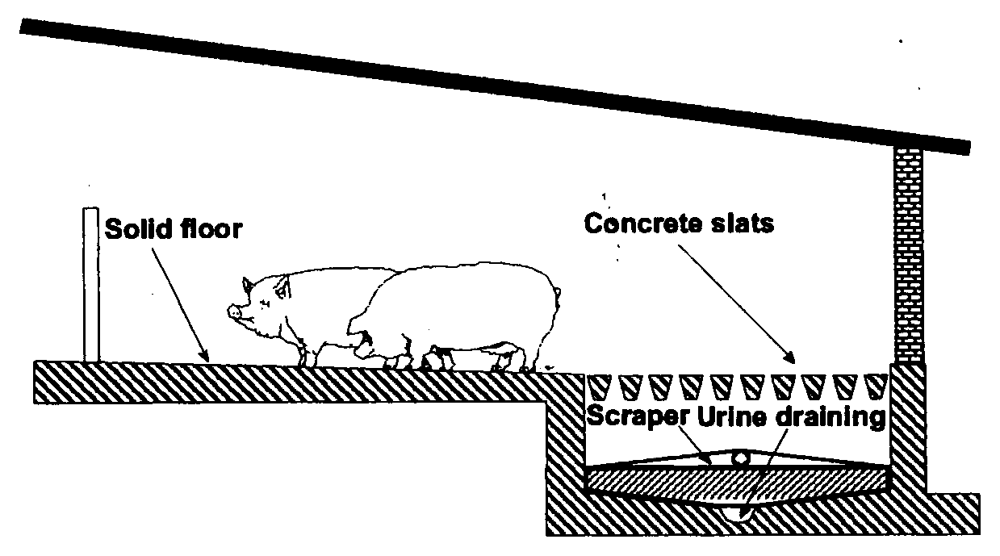 Solid floor
Concrete slats
Scraper
Urine draining